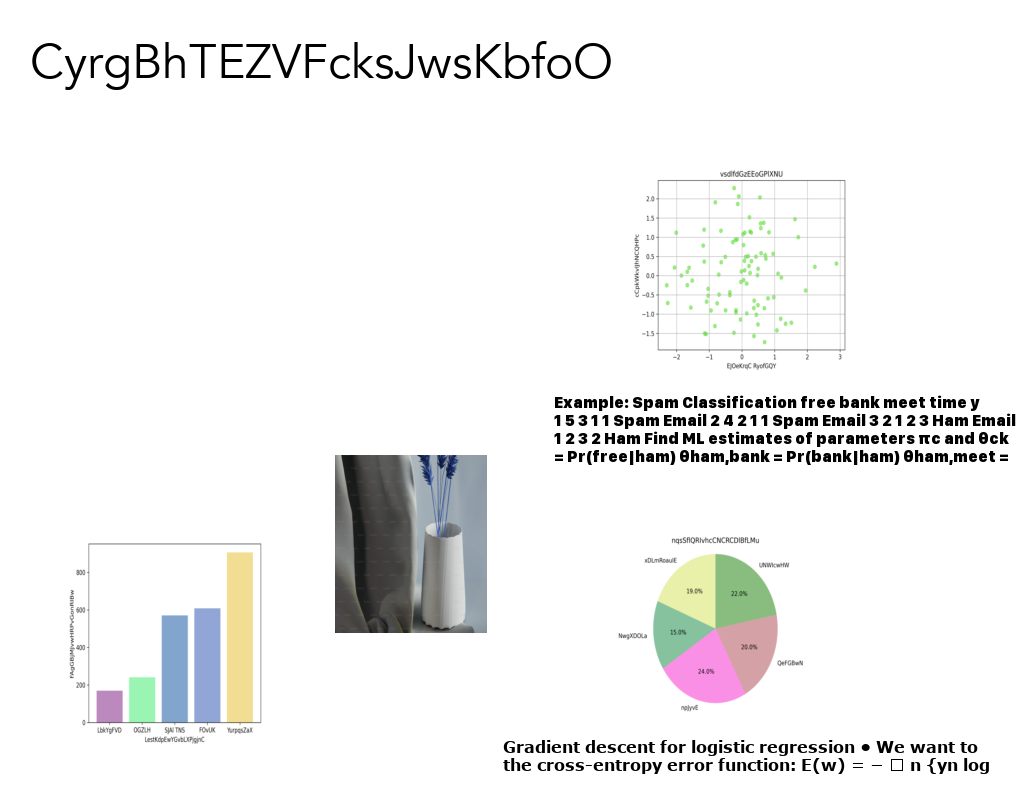 CyrgBhTEZVFcksJwsKbfoO
vsdlfdGzEEoGPlXNU
2.0
1.5
1.0
0.5
0.0
−0.5
−1.0
−1.5
−2
−1
0
1
2
3
EJOeKrqC RyofGQY
Example: Spam Classification free bank meet time y
1 5 3 1 1 Spam Email 2 4 2 1 1 Spam Email 3 2 1 2 3 Ham Email
1 2 3 2 Ham Find ML estimates of parameters πc and θck
= Pr(free|ham) θham,bank = Pr(bank|ham) θham,meet =
800
600
400
200
0
LbkYgFVD
OGZLH
SJAl TNS
FOvUK
YurpqsZaX
LestKdpEwYGvbLXPjgjnC
nqsSflQRIvhcCNCRCDlBfLMu
xDLmRoaulE
UNWlcwHW
19.0%
22.0%
NwgXDOLa
15.0%
20.0%
QeFGBwN
24.0%
npJyvE
Gradient descent for logistic regression • We want to
the cross-entropy error function: E(w) = − □ n {yn log